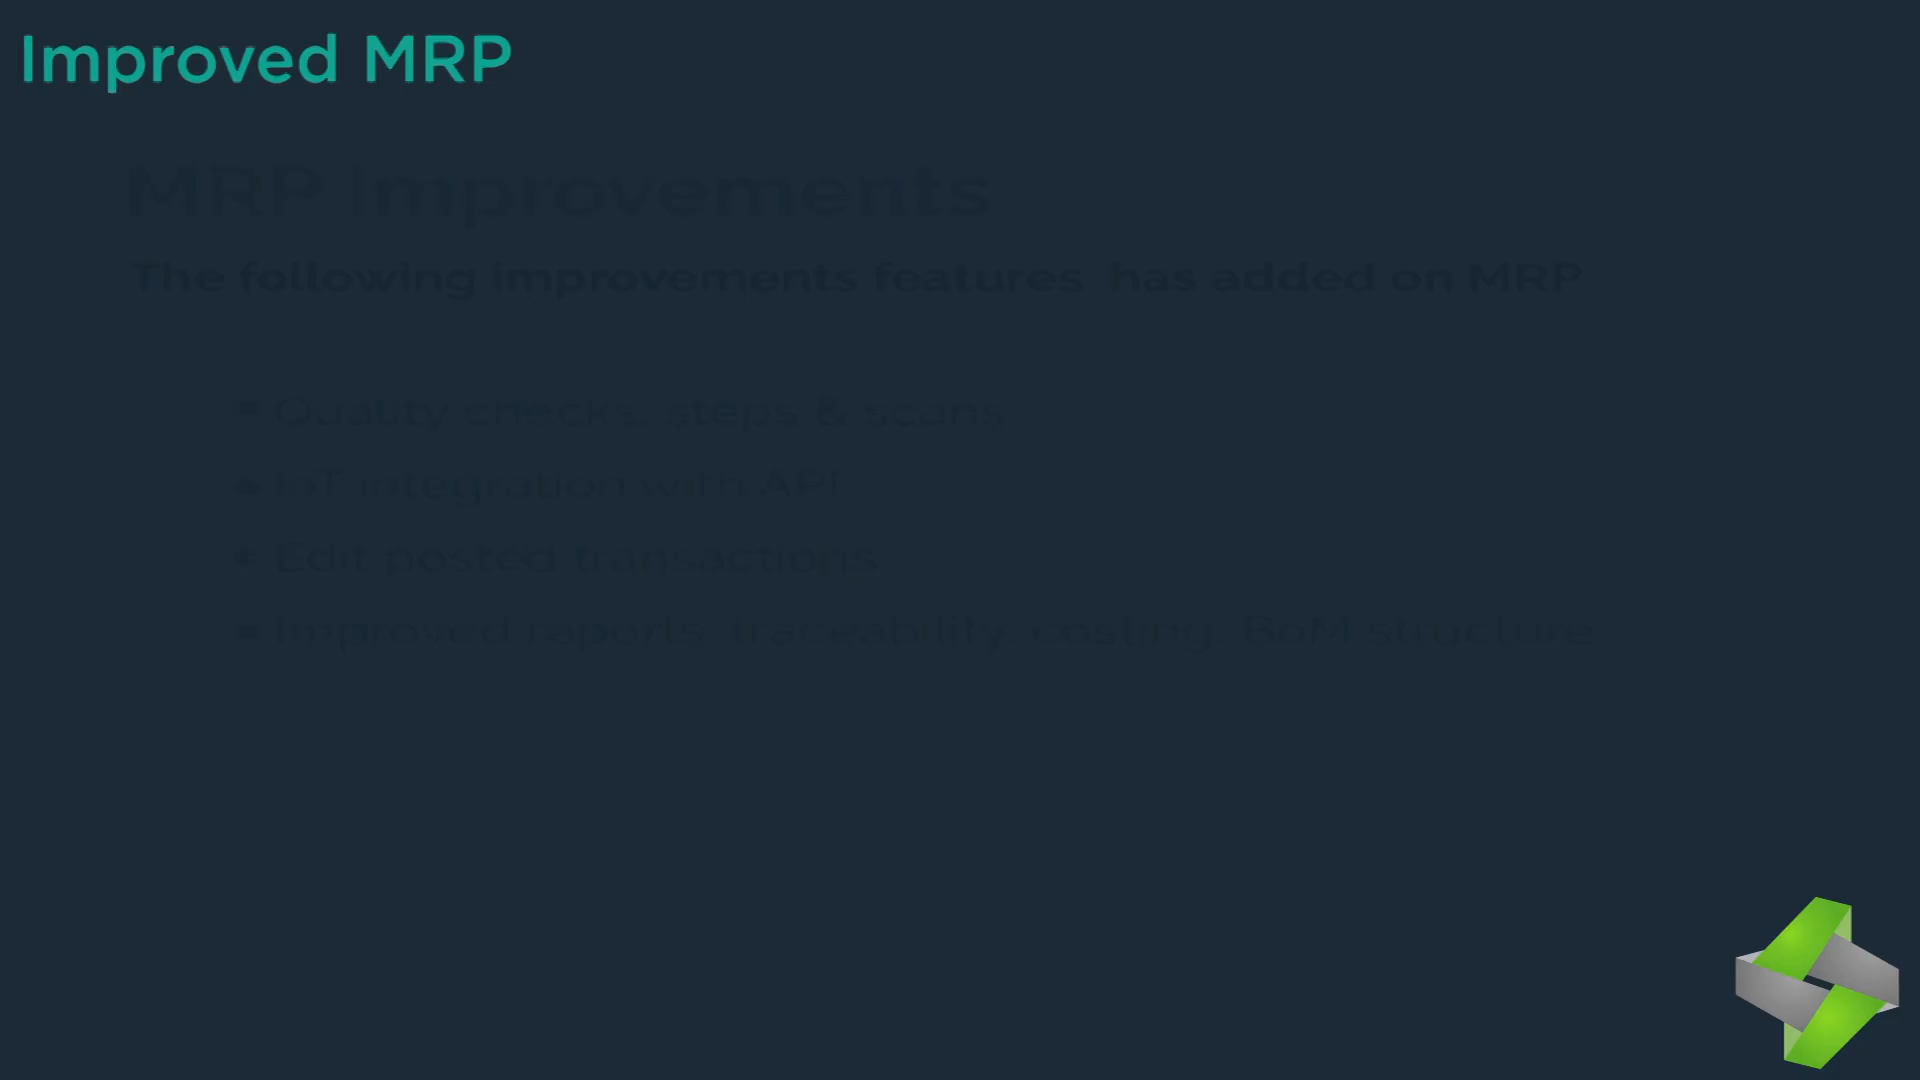 Improved MRP
MRP Improvements
The following improvements features has added on MRP
Quality checks, steps & scans
IoT integration with API
Edit posted transactions
Improved reports: traceability, costing, BoM structure